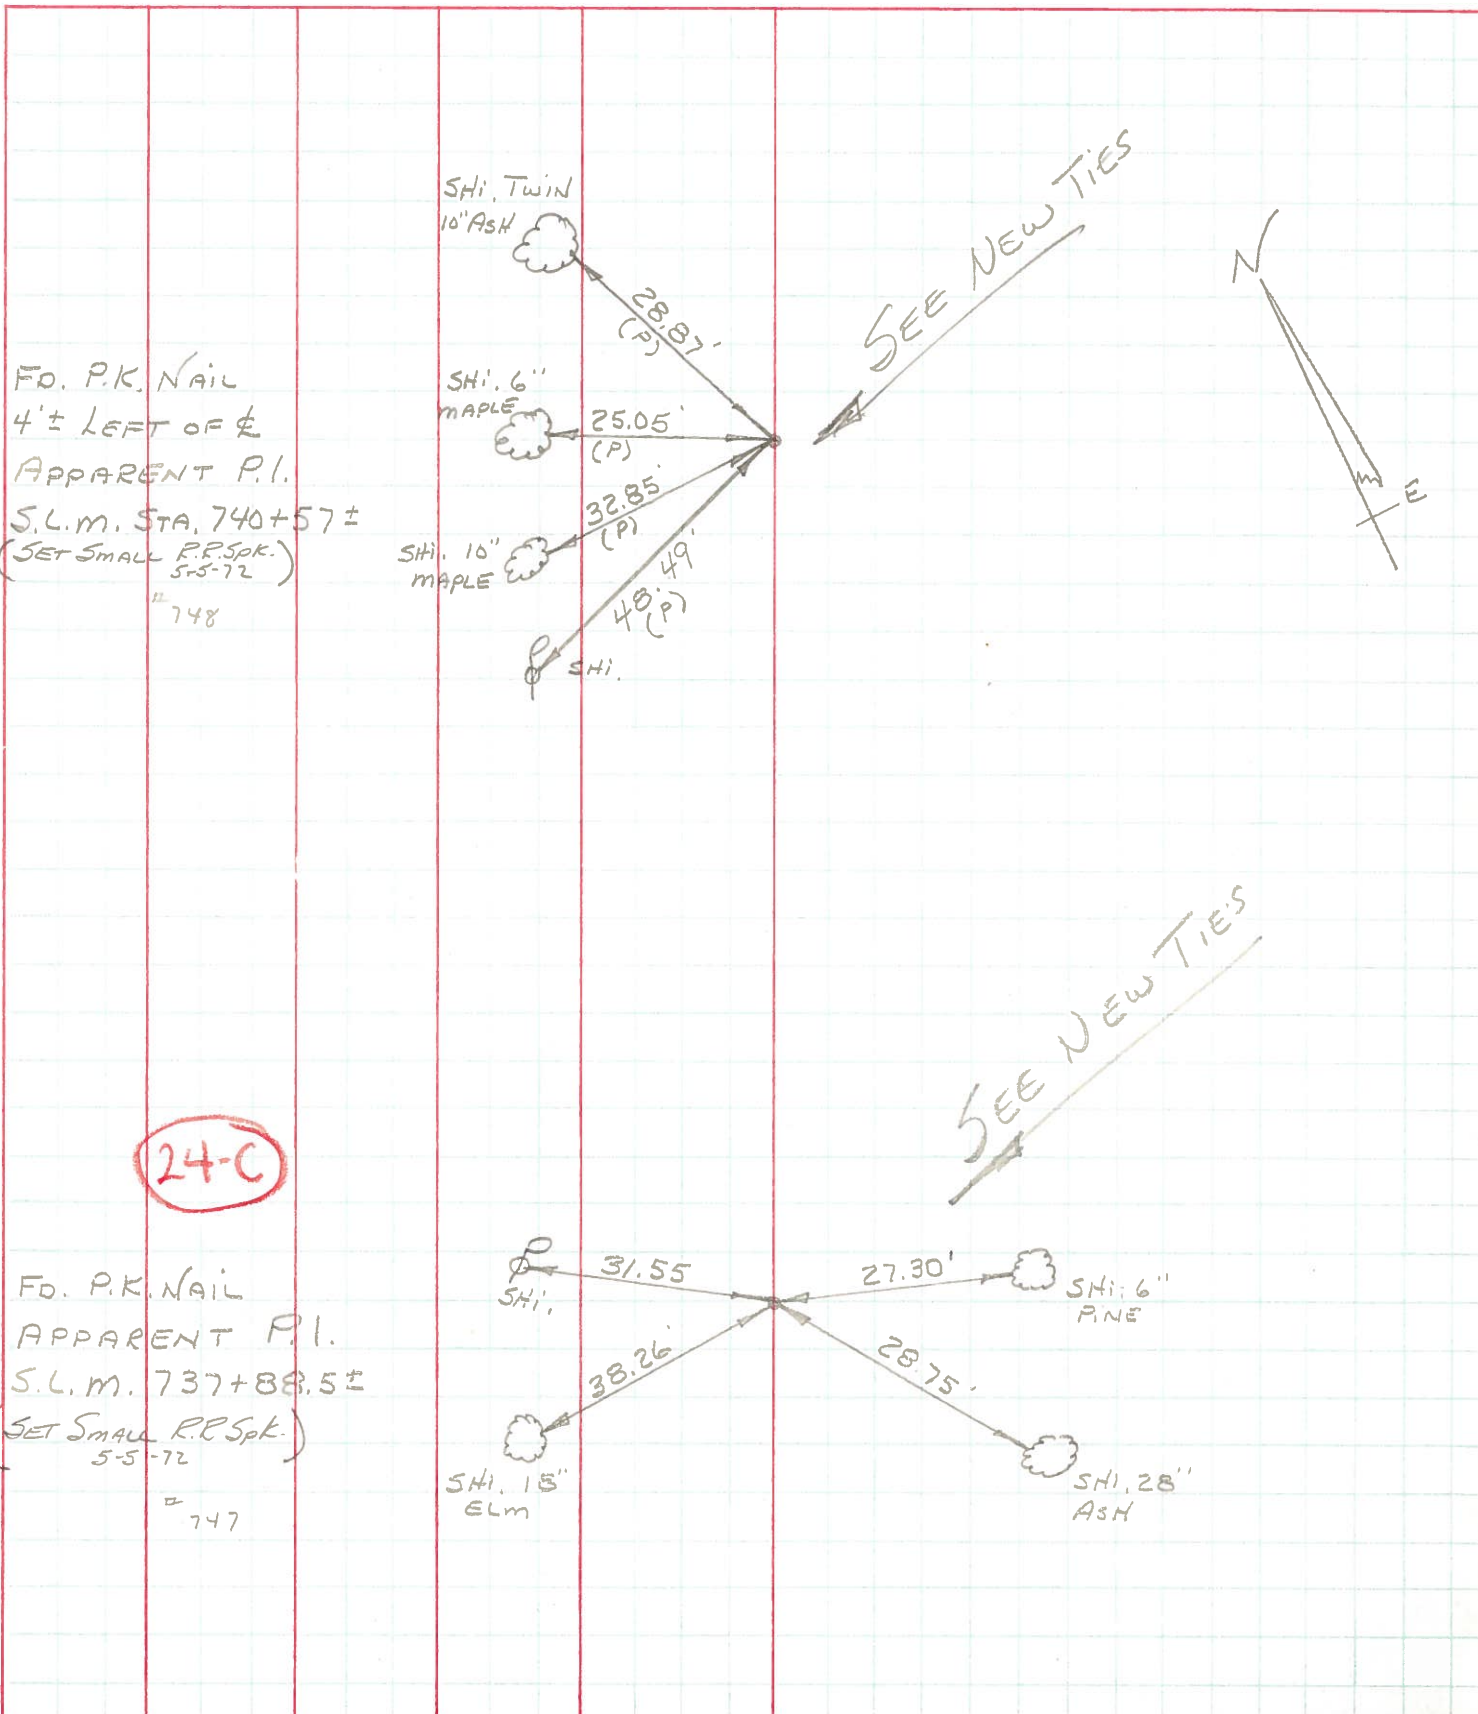 SHi. TWiN
10" ASH
28.87'
(P)
SEE NEW TiES
N
FD. P.K. NAiL
4'± LEFT OF ℄
APPARENT P.I.
S.L.M. STA. 740+57±
(SET SMALL R.R. SPK.)
5-5-72
#748
SHi. 6"
MAPLE
25.05'
(P)
32.85'
(P)
SHi. 10"
MAPLE
48.49'
(P)
SHi.
M
E
SEE NEW TIES
24-C
FD. P.K. NAiL
APPARENT P.I.
S.L.M. 737+88.5±
(SET SMALL R.R. SPK.)
5-5-72
#747
31.55
SHi.
27.30'
SHi. 6"
PiNE
38.26'
28.75'
SHi. 18"
ELM
SHi. 28"
ASH